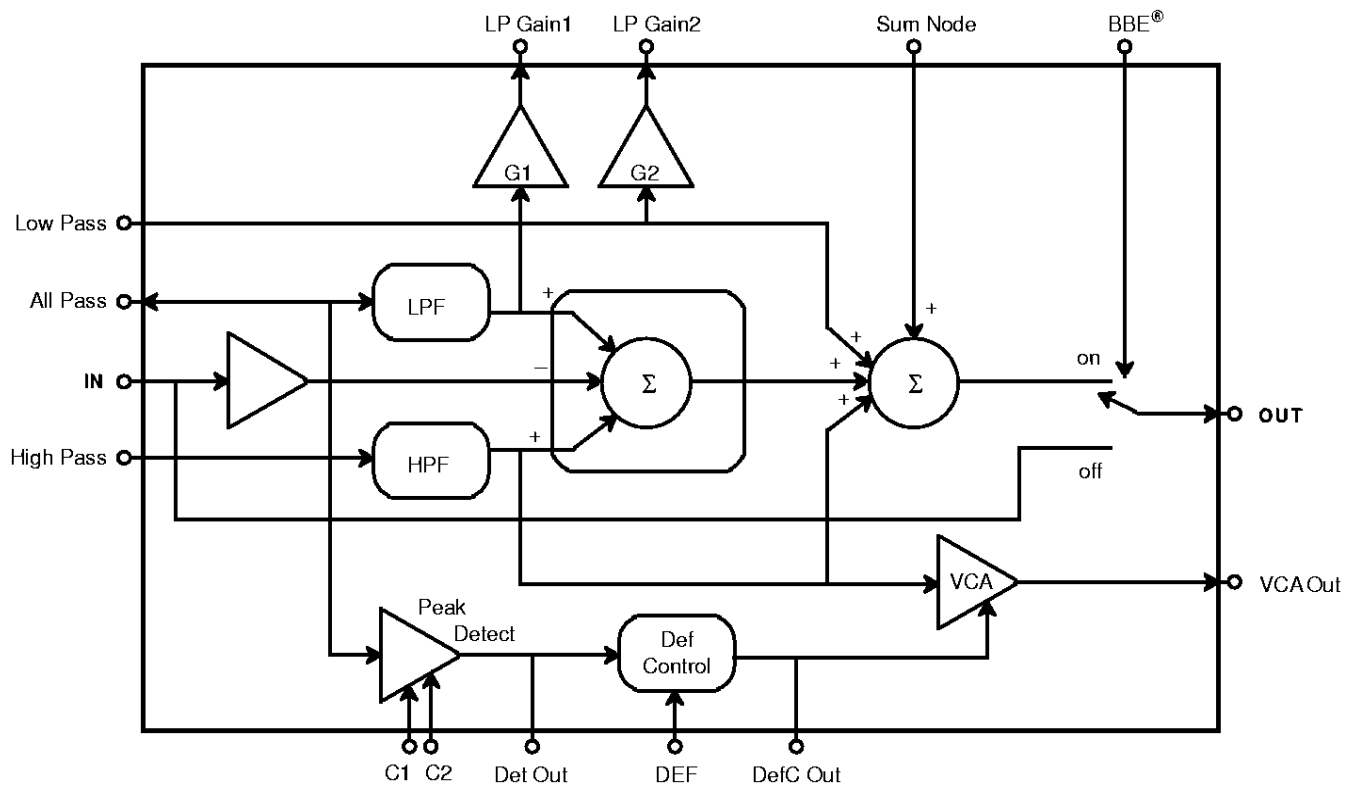 LP Gain1
LP Gain2
Sum Node
BBE®
G1
G2
Low Pass
All Pass
LPF
+
+
+
IN
–
Σ
+
Σ
on
+
OUT
High Pass
HPF
+
off
VCA
VCA Out
Peak
Detect
Def
Control
C1
C2
Det Out
DEF
DefC Out